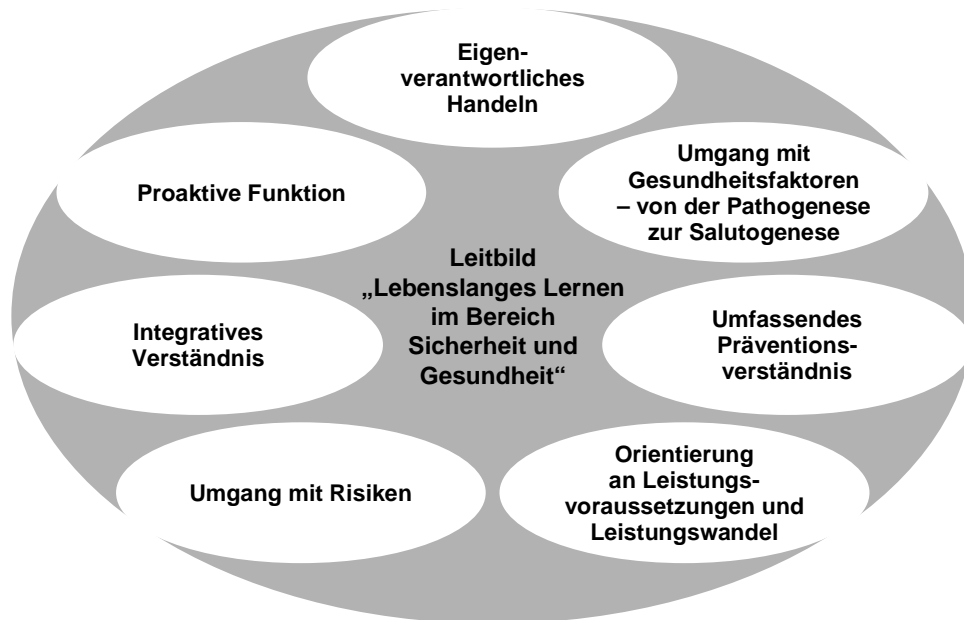 Eigen-
verantwortliches
Handeln
Umgang mit
Gesundheitsfaktoren
– von der Pathogenese
zur Salutogenese
Proaktive Funktion
Leitbild
„Lebenslanges Lernen
im Bereich
Sicherheit und
Gesundheit“
Integratives
Verständnis
Umfassendes
Präventions-
verständnis
Umgang mit Risiken
Orientierung
an Leistungs-
voraussetzungen und
Leistungswandel